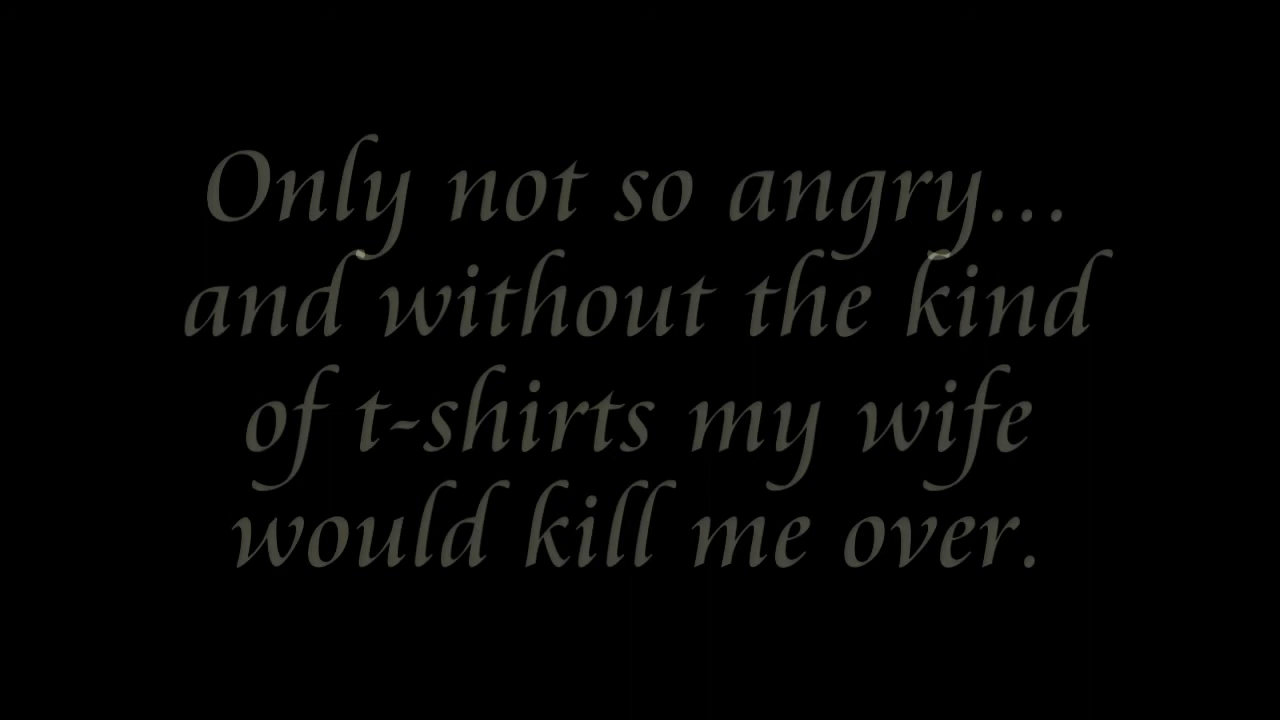 Only not so angry...
and without the kind
of t-shirts my wife
would kill me over.